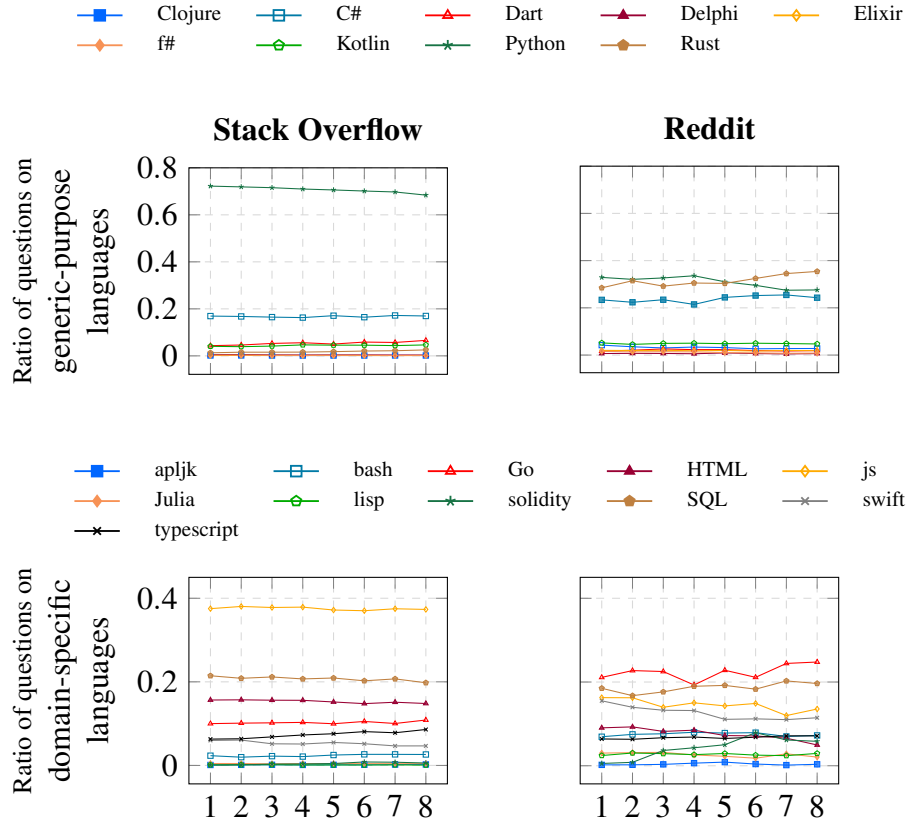 Clojure C# Dart Delphi Elixir
f# Kotlin Python Rust
Stack Overflow Reddit
Ratio of questions on
generic-purpose
languages
0.8
0.6
0.4
0.2
0
apljk bash Go HTML js
Julia lisp solidity SQL swift
typescript
Ratio of questions on
domain-specific
languages
0.4
0.2
0
1 2 3 4 5 6 7 8 1 2 3 4 5 6 7 8